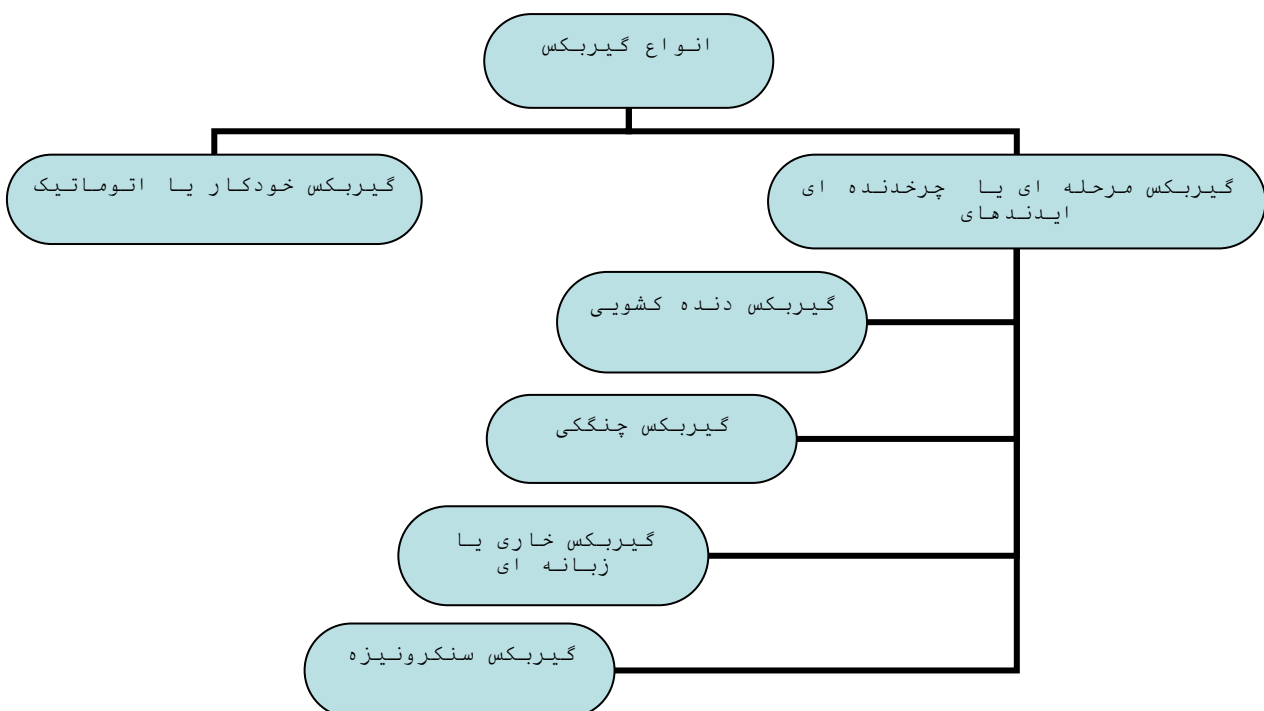 انواع گیربکس
گیربکس مرحله ای یا چرخدنده ای
ایدندهای
گیربکس خودکار یا اتوماتیک
گیربکس دنده کشویی
گیربکس چنگکی
گیربکس خاری یا
زبانه ای
گیربکس سنکرونیزه